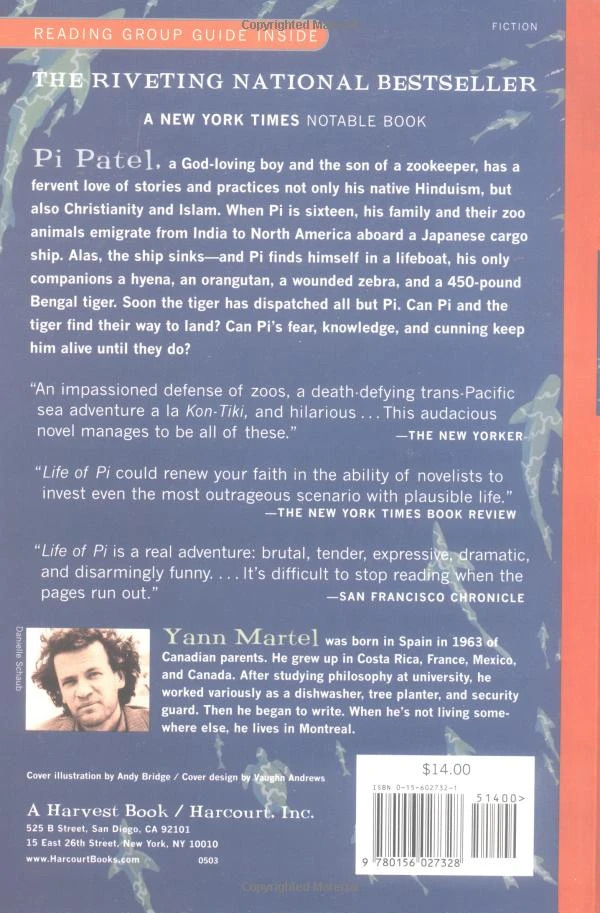 Copyrighted Material
FICTION
READING GROUP GUIDE INSIDE
THE RIVETING NATIONAL BESTSELLER
A NEW YORK TIMES NOTABLE BOOK
Pi Patel, a God-loving boy and the son of a zookeeper, has a
fervent love of stories and practices not only his native Hinduism, but
also Christianity and Islam. When Pi is sixteen, his family and their zoo
animals emigrate from India to North America aboard a Japanese cargo
ship. Alas, the ship sinks—and Pi finds himself in a lifeboat, his only
companions a hyena, an orangutan, a wounded zebra, and a 450-pound
Bengal tiger. Soon the tiger has dispatched all but Pi. Can Pi and the
tiger find their way to land? Can Pi's fear, knowledge, and cunning keep
him alive until they do?
“An impassioned defense of zoos, a death-defying trans-Pacific
sea adventure a la Kon-Tiki, and hilarious . . . This audacious
novel manages to be all of these.”
—THE NEW YORKER
“Life of Pi could renew your faith in the ability of novelists to
invest even the most outrageous scenario with plausible life.”
—THE NEW YORK TIMES BOOK REVIEW
“Life of Pi is a real adventure: brutal, tender, expressive, dramatic,
and disarmingly funny. . . . It's difficult to stop reading when the
pages run out.”
—SAN FRANCISCO CHRONICLE
Danielle Schaub
Yann Martel was born in Spain in 1963 of
Canadian parents. He grew up in Costa Rica, France, Mexico,
and Canada. After studying philosophy at university, he
worked variously as a dishwasher, tree planter, and security
guard. Then he began to write. When he's not living some-
where else, he lives in Montreal.
Cover illustration by Andy Bridge / Cover design by Vaughn Andrews
A Harvest Book / Harcourt, Inc.
525 B Street, San Diego, CA 92101
15 East 26th Street, New York, NY 10010
www.HarcourtBooks.com 0503
$14.00
ISBN 0-15-602732-1
51400>
9 780156 027328
Copyrighted Material